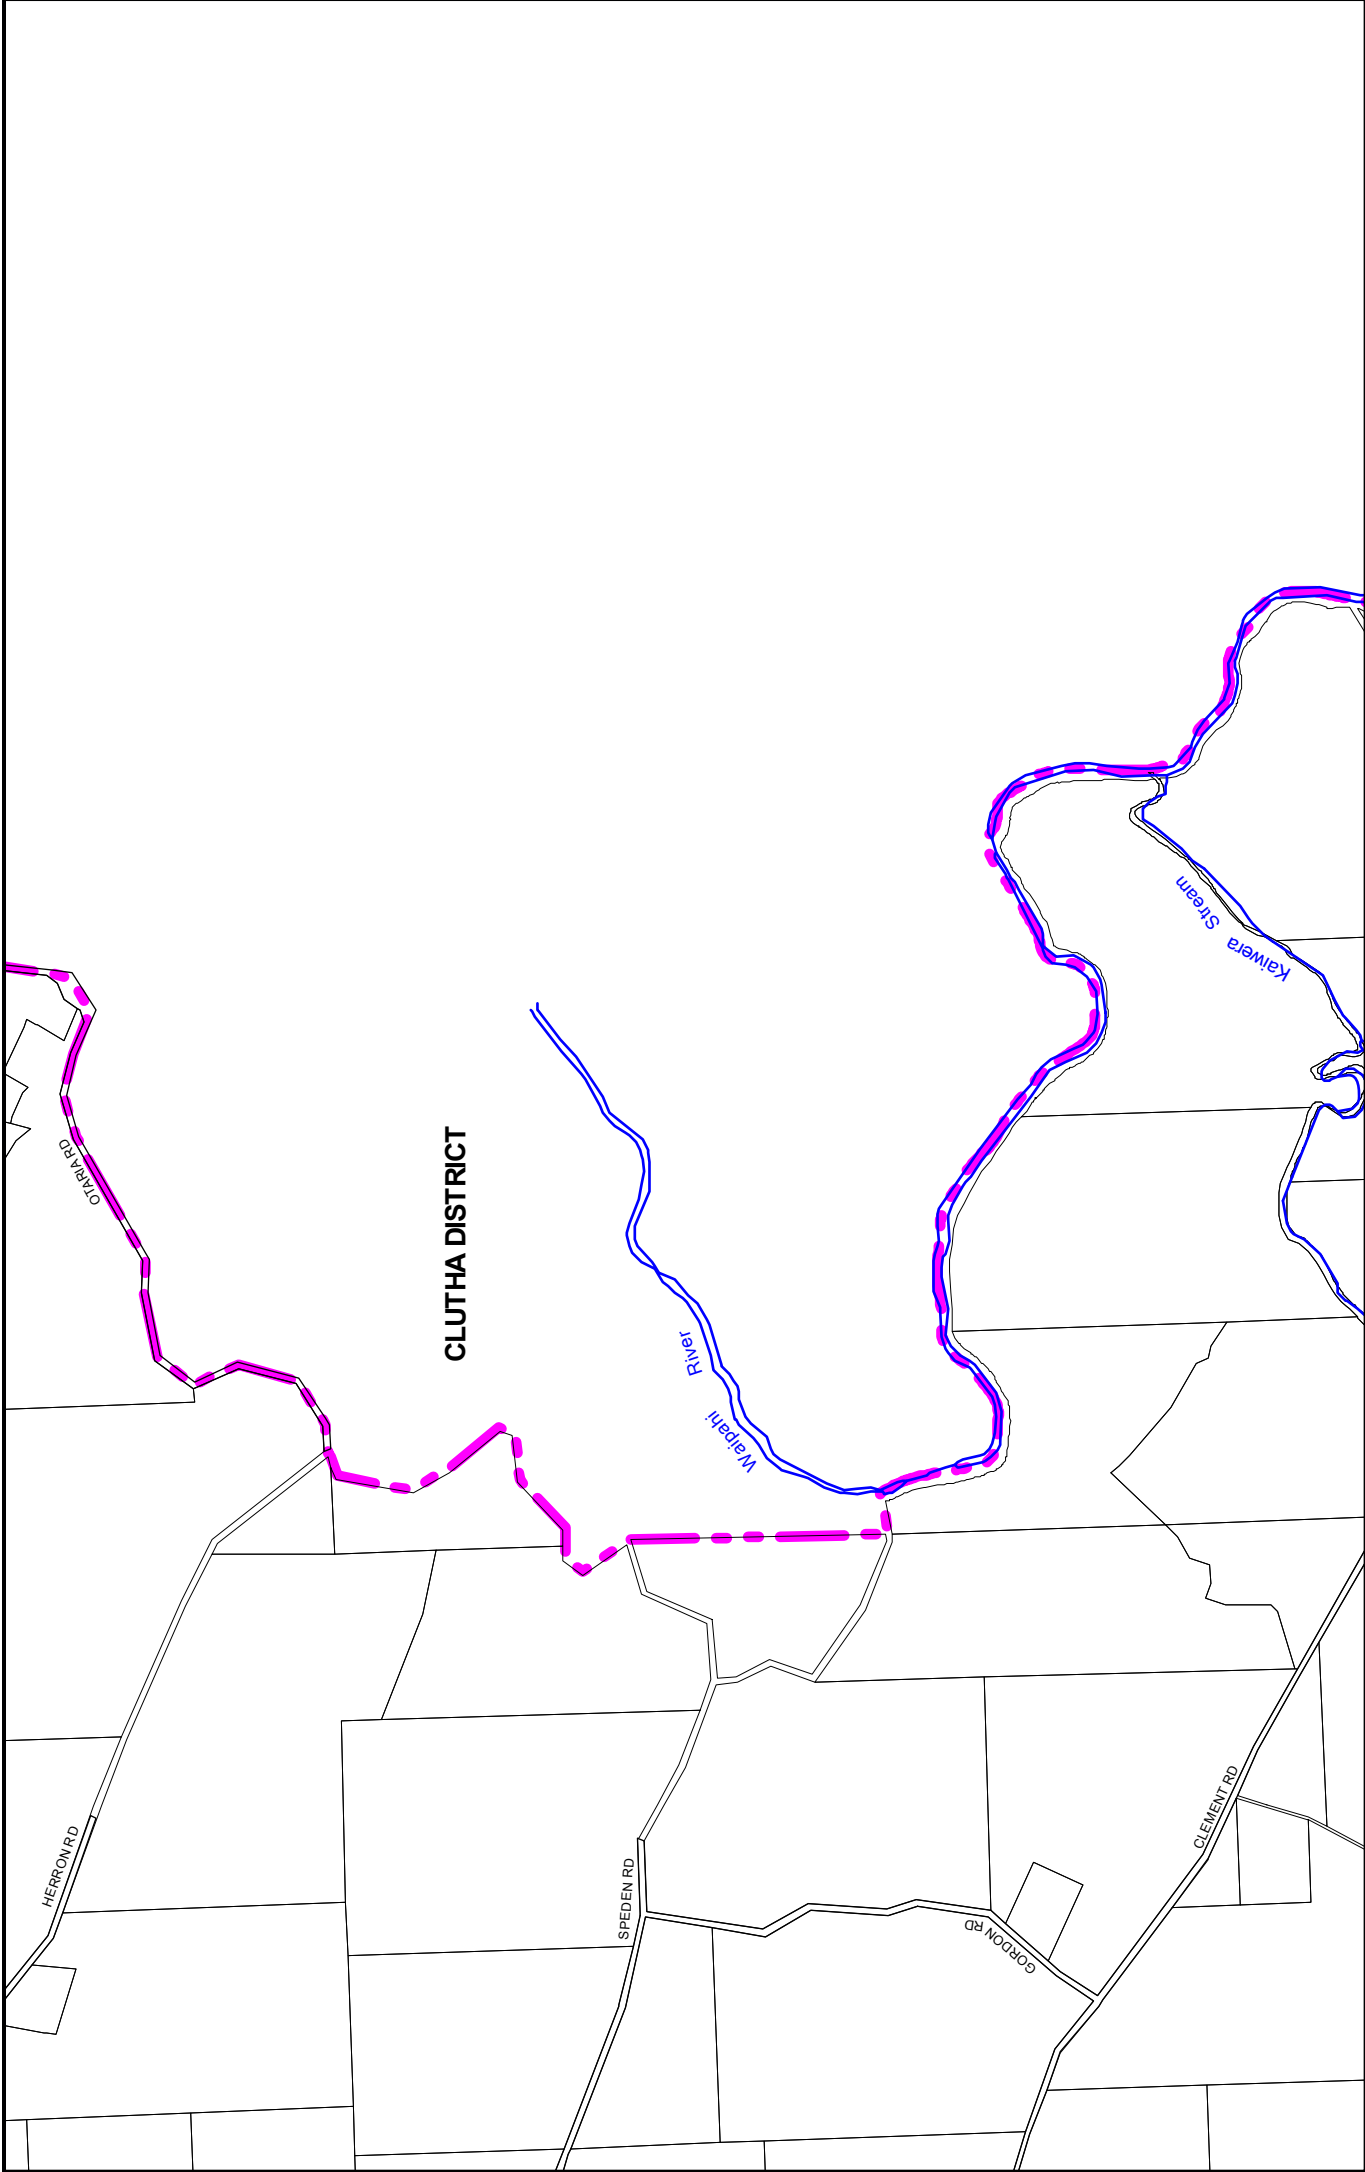 OTARIA RD
CLUTHA DISTRICT
Waipahi River
Kaiwera Stream
HERRON RD
SPEDEN RD
GORDON RD
CLEMENT RD